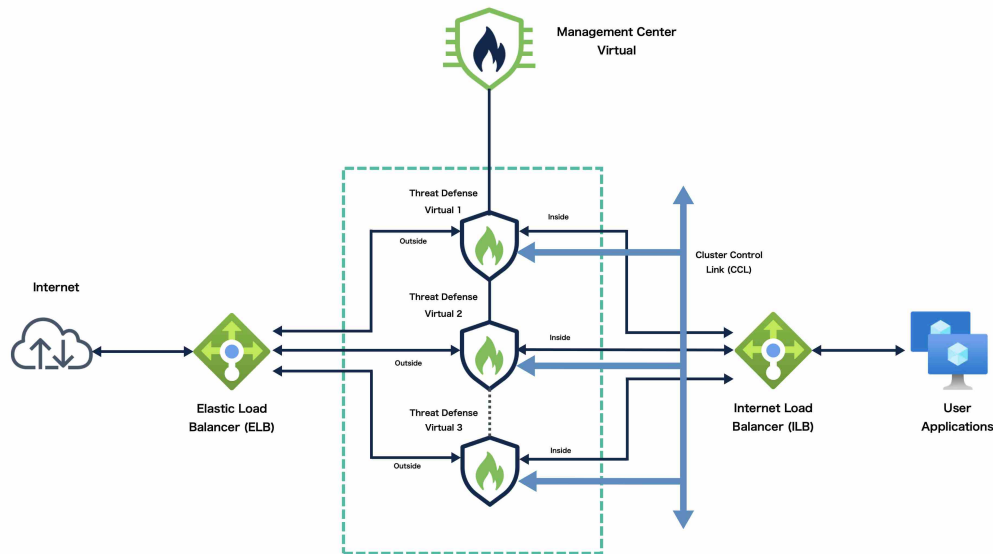 Management Center
Virtual
Threat Defense
Virtual 1
Inside
Outside
Cluster Control
Link (CCL)
Internet
Threat Defense
Virtual 2
Inside
Outside
Elastic Load
Balancer (ELB)
Threat Defense
Virtual 3
Inside
Outside
Internet Load
Balancer (ILB)
User
Applications